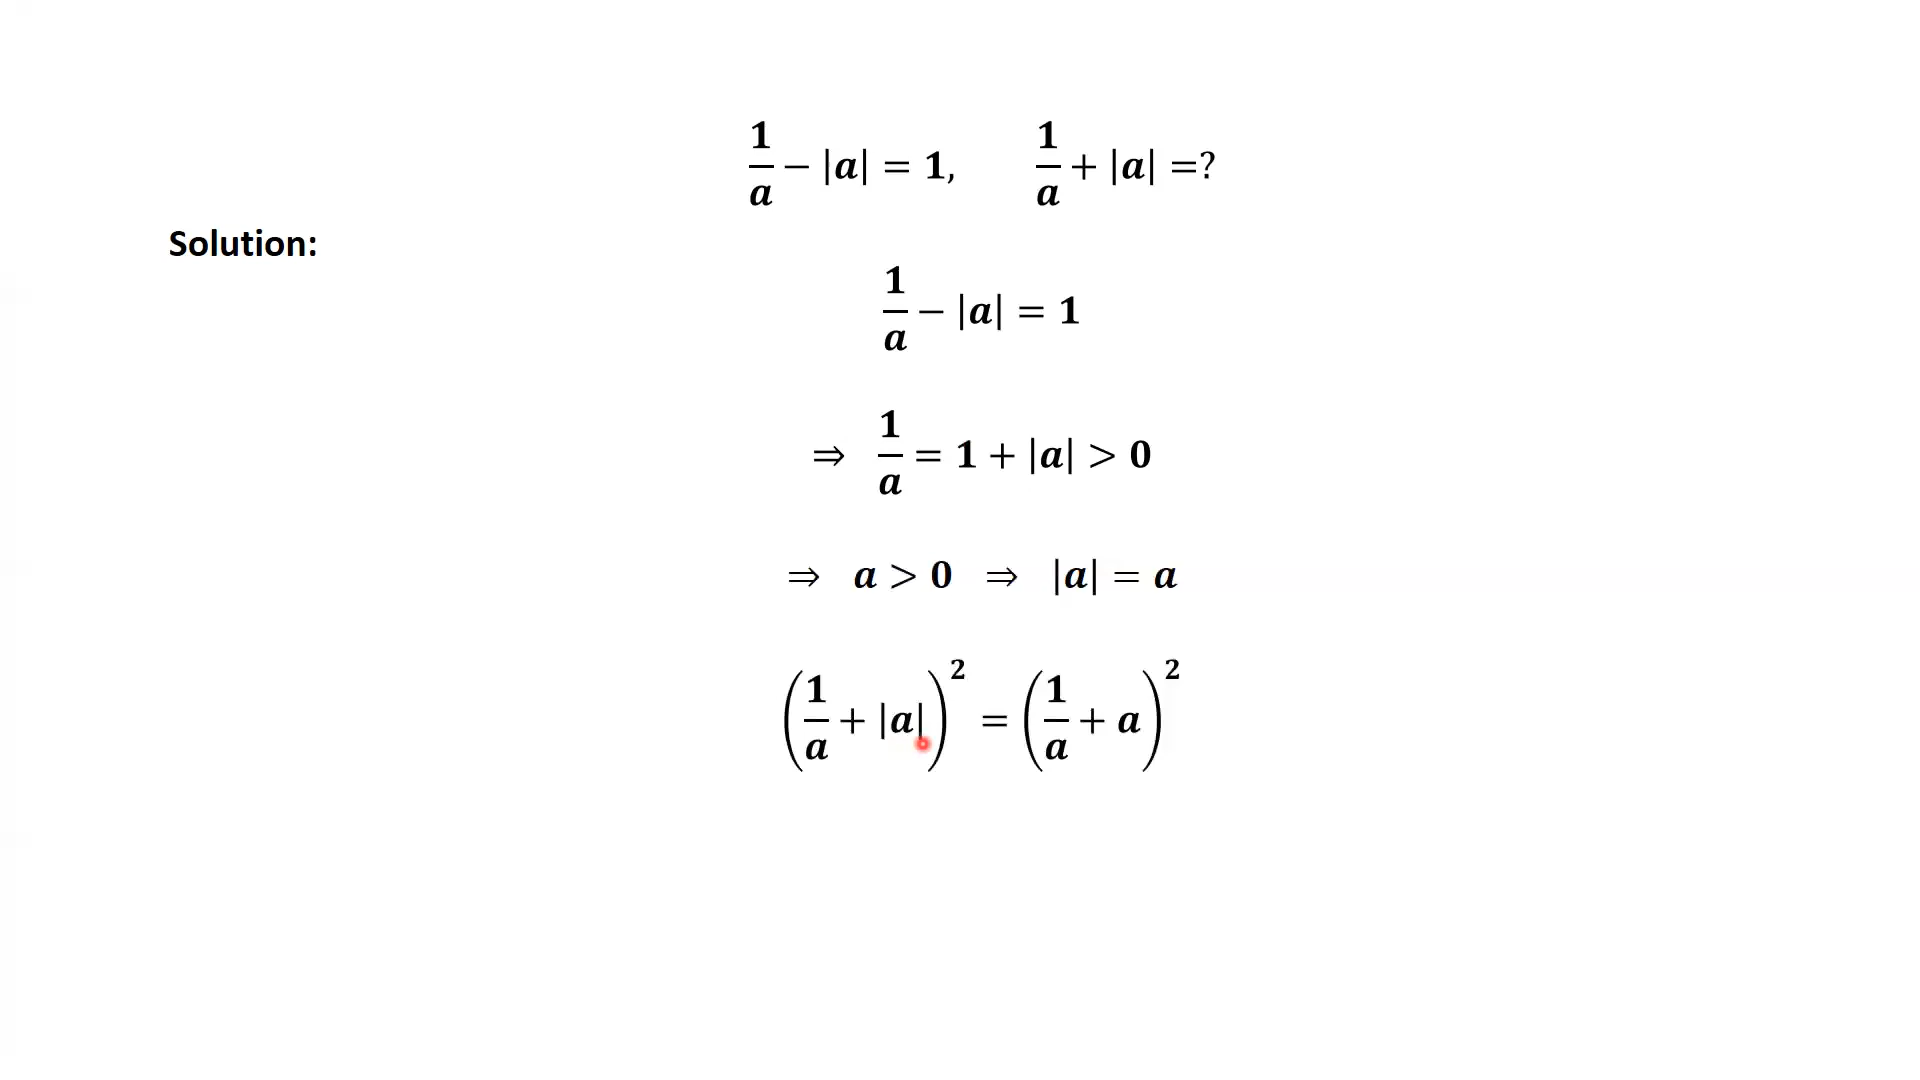 1/a − |a| = 1, 1/a + |a| =?
Solution:
1/a − |a| = 1
⇒ 1/a = 1 + |a| > 0
⇒ a > 0 ⇒ |a| = a
(1/a + |a|)² = (1/a + a)²